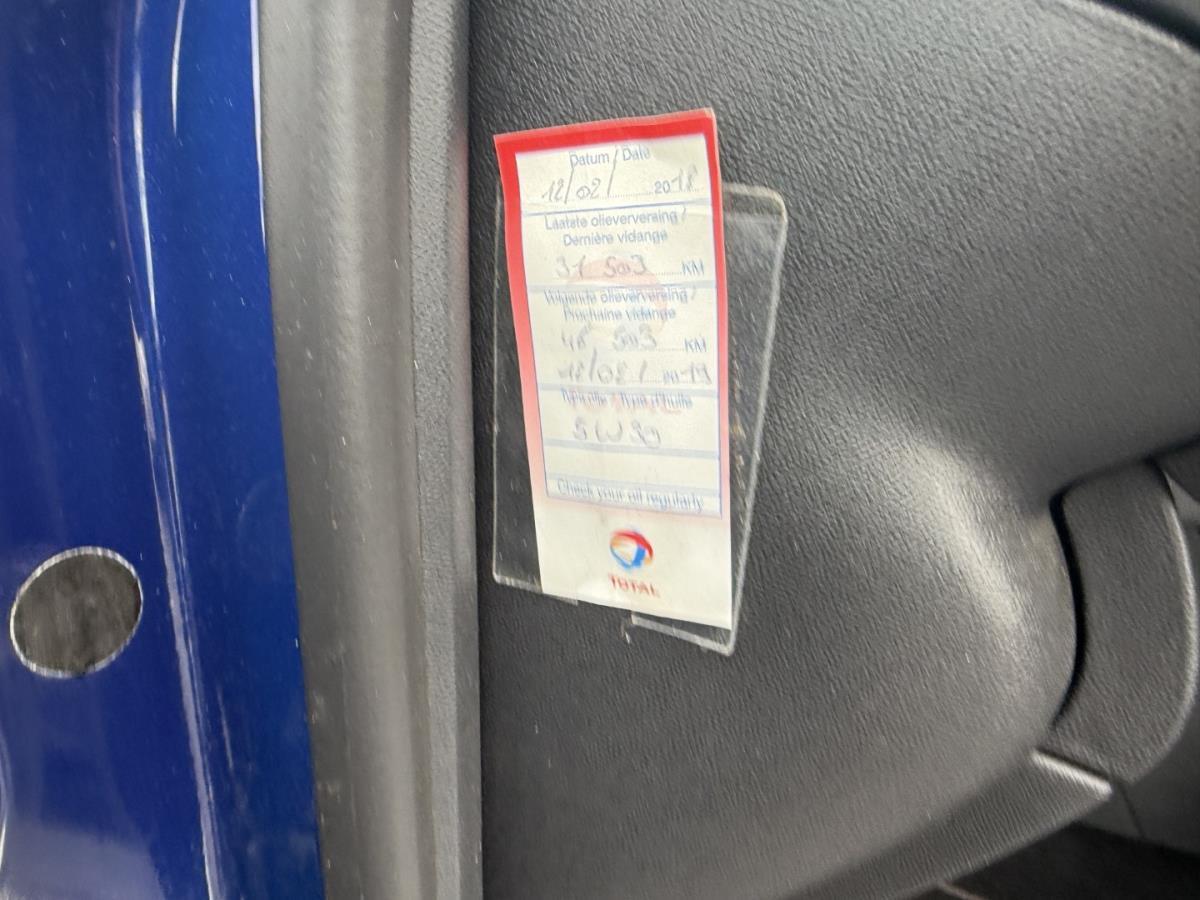 Datum / Date
12/02/ 2018
Laatste olieverversing /
Dernière vidange
31 503 KM
Volgende olieverversing /
Prochaine vidange
46 503 KM
12/02/ 2019
Type olie / Type d'huile
5W30
Check your oil regularly
TOTAL